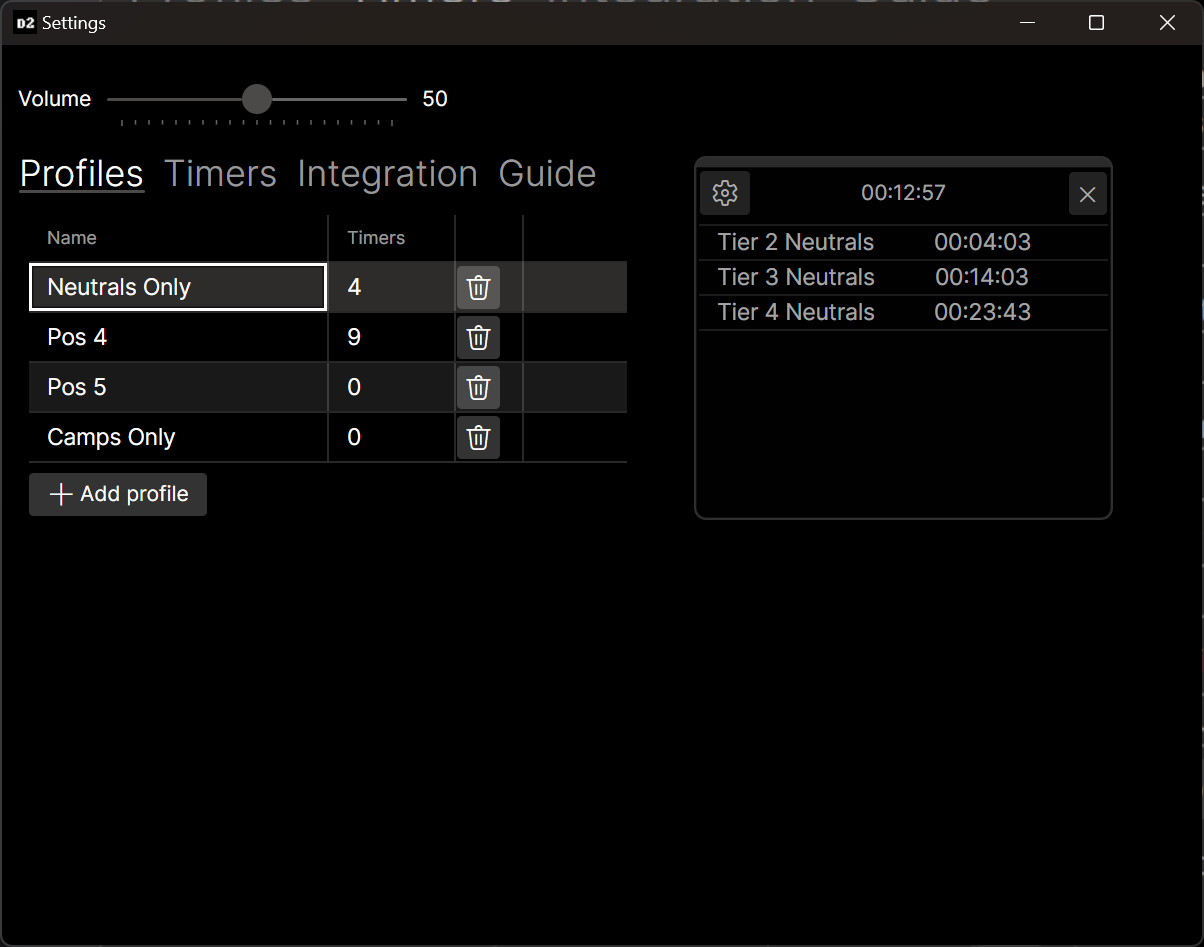 D2 Settings
Volume 50
Profiles Timers Integration Guide
Name Timers
Neutrals Only 4
Pos 4 9
Pos 5 0
Camps Only 0
Add profile
00:12:57
Tier 2 Neutrals 00:04:03
Tier 3 Neutrals 00:14:03
Tier 4 Neutrals 00:23:43